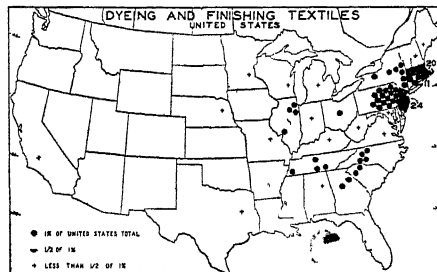 DYEING AND FINISHING TEXTILES
UNITED STATES
20
11
24
1% OF UNITED STATES TOTAL
1/2 OF 1%
LESS THAN 1/2 OF 1%